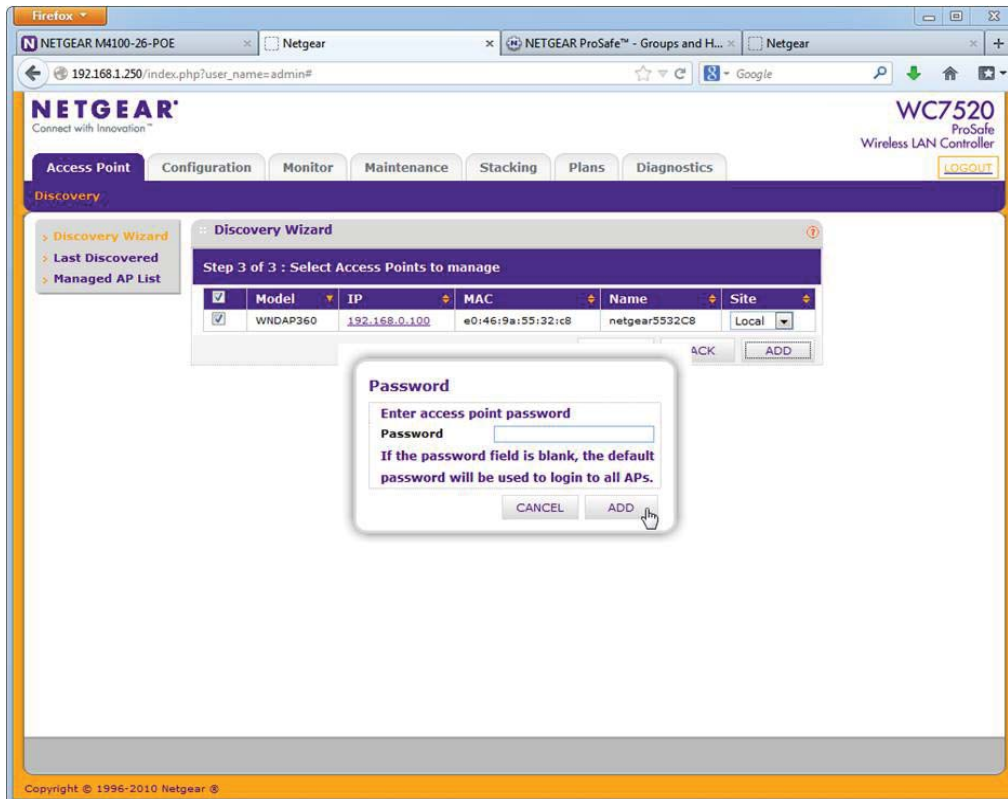 Firefox
NETGEAR M4100-26-POE
Netgear
NETGEAR ProSafe™ - Groups and H...
Netgear
192.168.1.250/index.php?user_name=admin#
Google
NETGEAR
Connect with Innovation™
WC7520
ProSafe
Wireless LAN Controller
Access Point Configuration Monitor Maintenance Stacking Plans Diagnostics
LOGOUT
Discovery
Discovery Wizard
Last Discovered
Managed AP List
Discovery Wizard
Step 3 of 3 : Select Access Points to manage
Model IP MAC Name Site
WNDAP360 192.168.0.100 e0:46:9a:55:32:c8 netgear5532C8 Local
ACK ADD
Password
Enter access point password
Password
If the password field is blank, the default
password will be used to login to all APs.
CANCEL ADD
Copyright © 1996-2010 Netgear ®